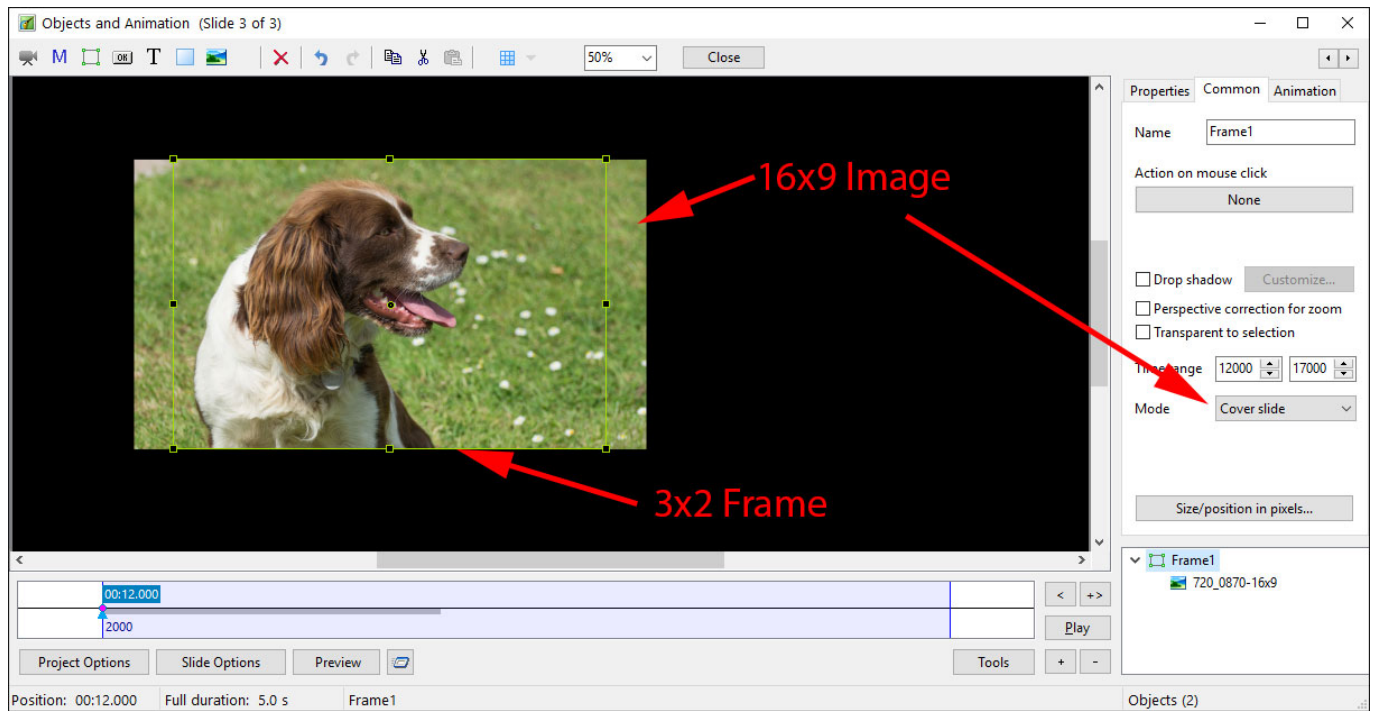 Objects and Animation (Slide 3 of 3)
M OK T 50% Close
Properties Common Animation
Name Frame1
Action on mouse click
None
16x9 Image
Drop shadow Customize...
Perspective correction for zoom
Transparent to selection
Time range 12000 17000
Mode Cover slide
3x2 Frame
Size/position in pixels...
Frame1
720_0870-16x9
00:12.000
2000
< +>
Play
Project Options Slide Options Preview Tools + -
Position: 00:12.000 Full duration: 5.0 s Frame1 Objects (2)